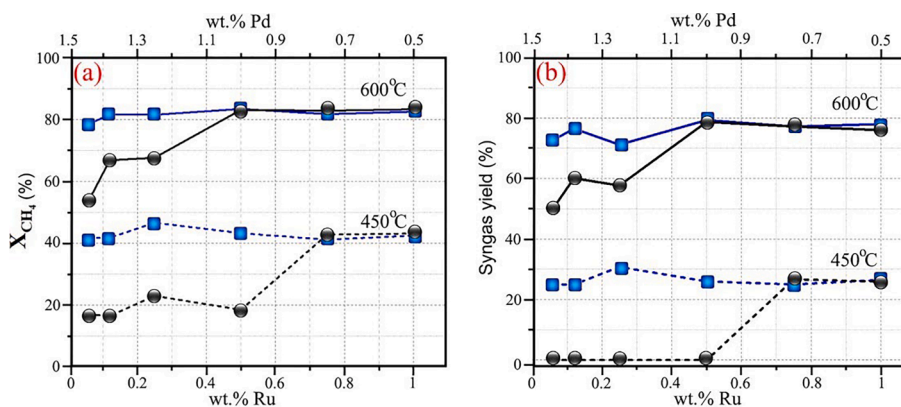 wt.% Pd
1.5 1.3 1.1 0.9 0.7 0.5
(a)
100
80
60
40
20
0
X_CH₄ (%)
600°C
450°C
0 0.2 0.4 0.6 0.8 1
wt.% Ru
wt.% Pd
1.5 1.3 1.1 0.9 0.7 0.5
(b)
100
80
60
40
20
0
Syngas yield (%)
600°C
450°C
0 0.2 0.4 0.6 0.8 1
wt.% Ru